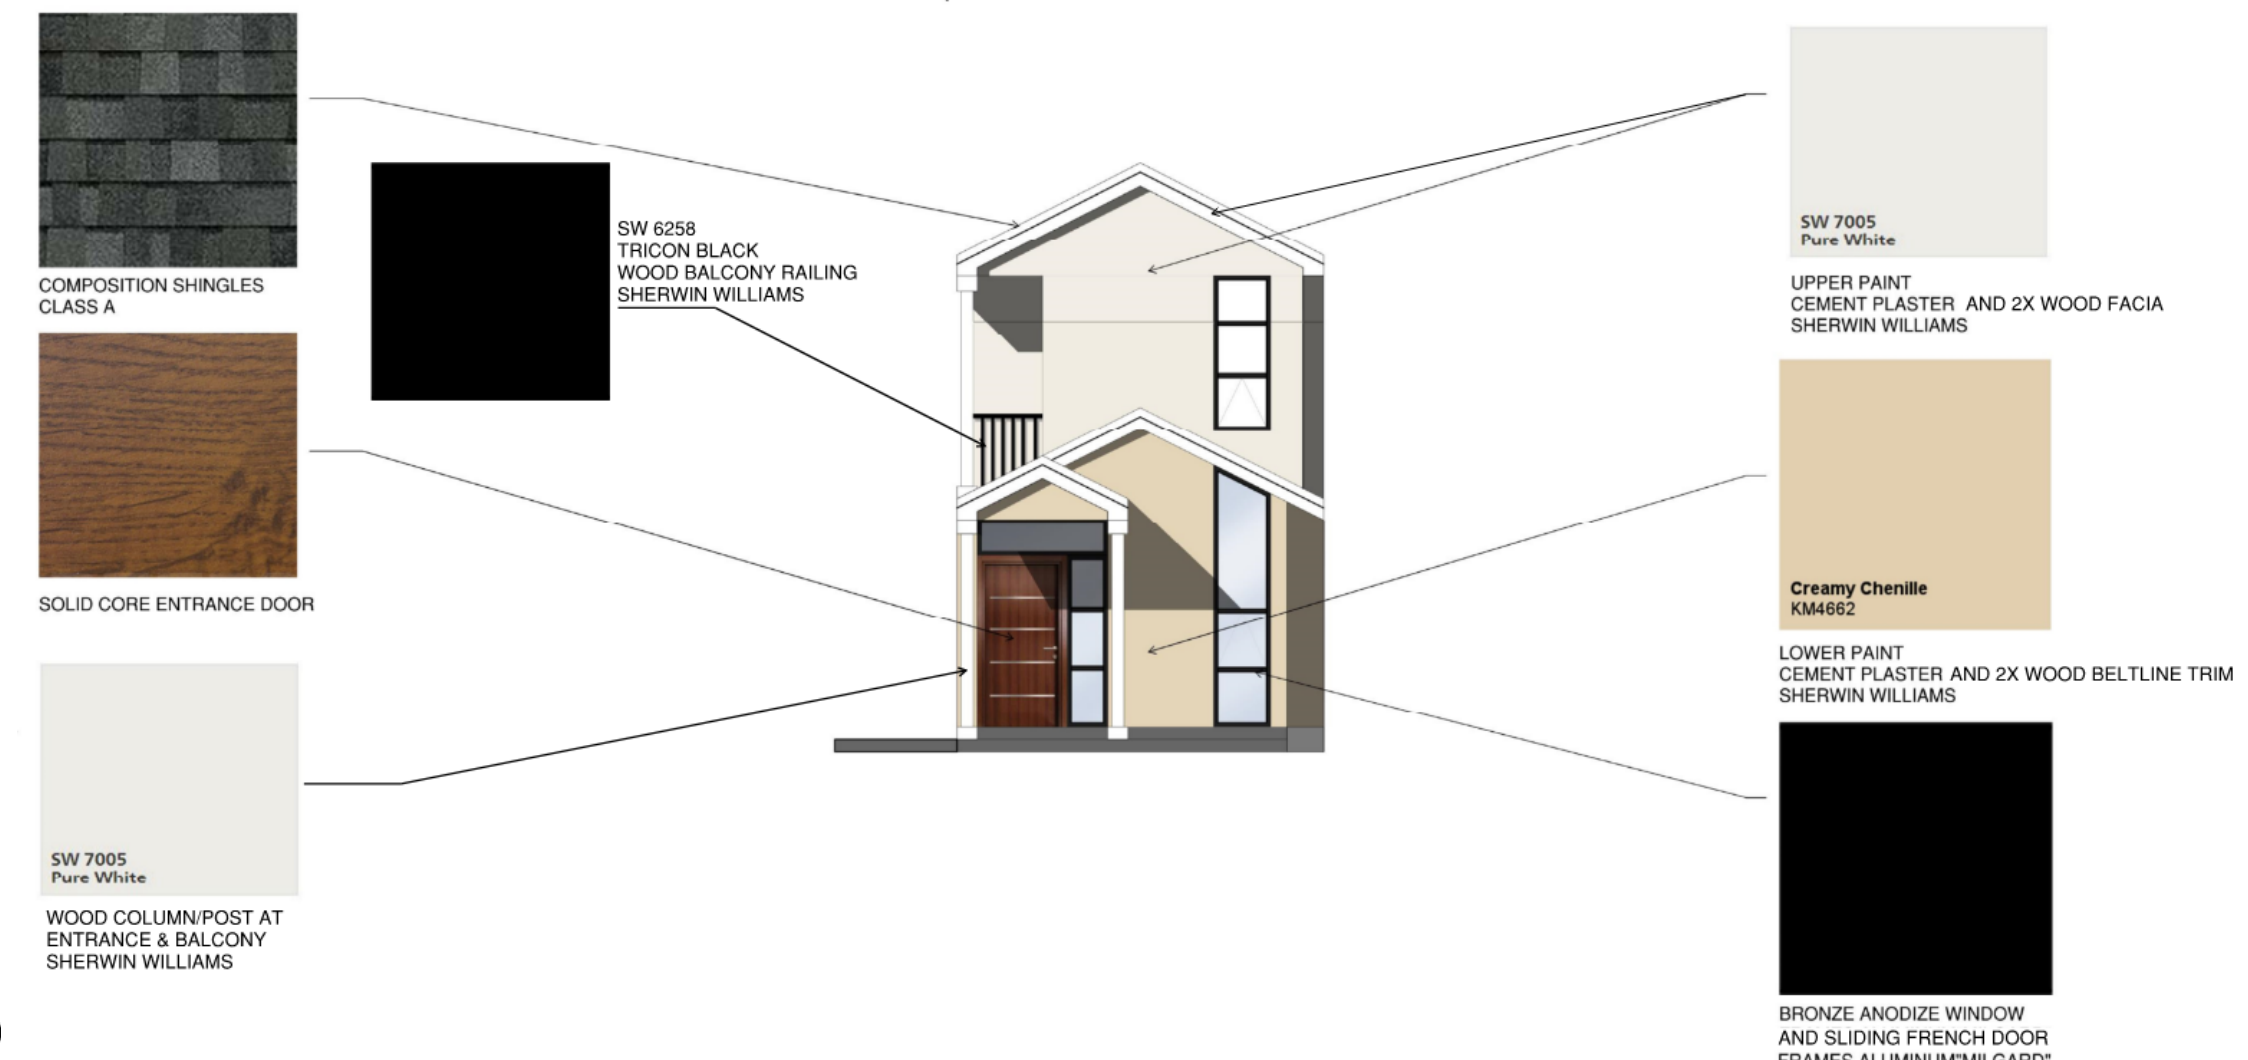 COMPOSITION SHINGLES
CLASS A
SW 6258
TRICON BLACK
WOOD BALCONY RAILING
SHERWIN WILLIAMS
SOLID CORE ENTRANCE DOOR
SW 7005
Pure White
WOOD COLUMN/POST AT
ENTRANCE & BALCONY
SHERWIN WILLIAMS
SW 7005
Pure White
UPPER PAINT
CEMENT PLASTER AND 2X WOOD FACIA
SHERWIN WILLIAMS
Creamy Chenille
KM4662
LOWER PAINT
CEMENT PLASTER AND 2X WOOD BELTLINE TRIM
SHERWIN WILLIAMS
BRONZE ANODIZE WINDOW
AND SLIDING FRENCH DOOR
FRAMES ALUMINUM"MILGARD"